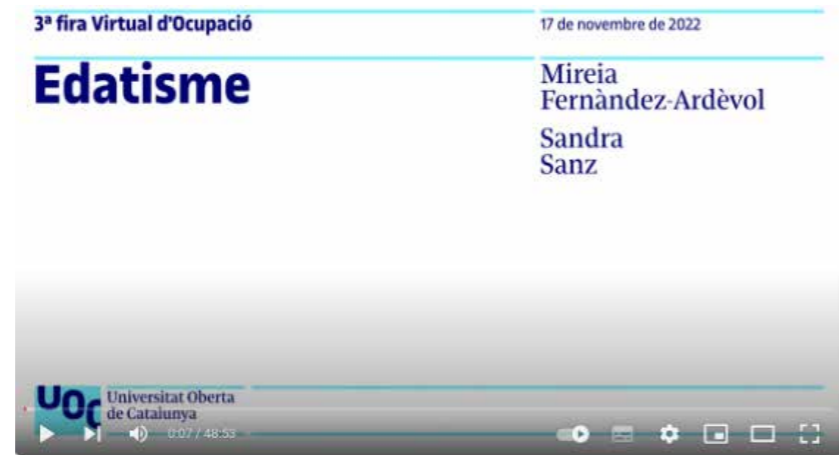 3ª fira Virtual d'Ocupació
17 de novembre de 2022
Edatisme
Mireia
Fernàndez-Ardèvol
Sandra
Sanz
UOC
Universitat Oberta
de Catalunya
0:07 / 48:53